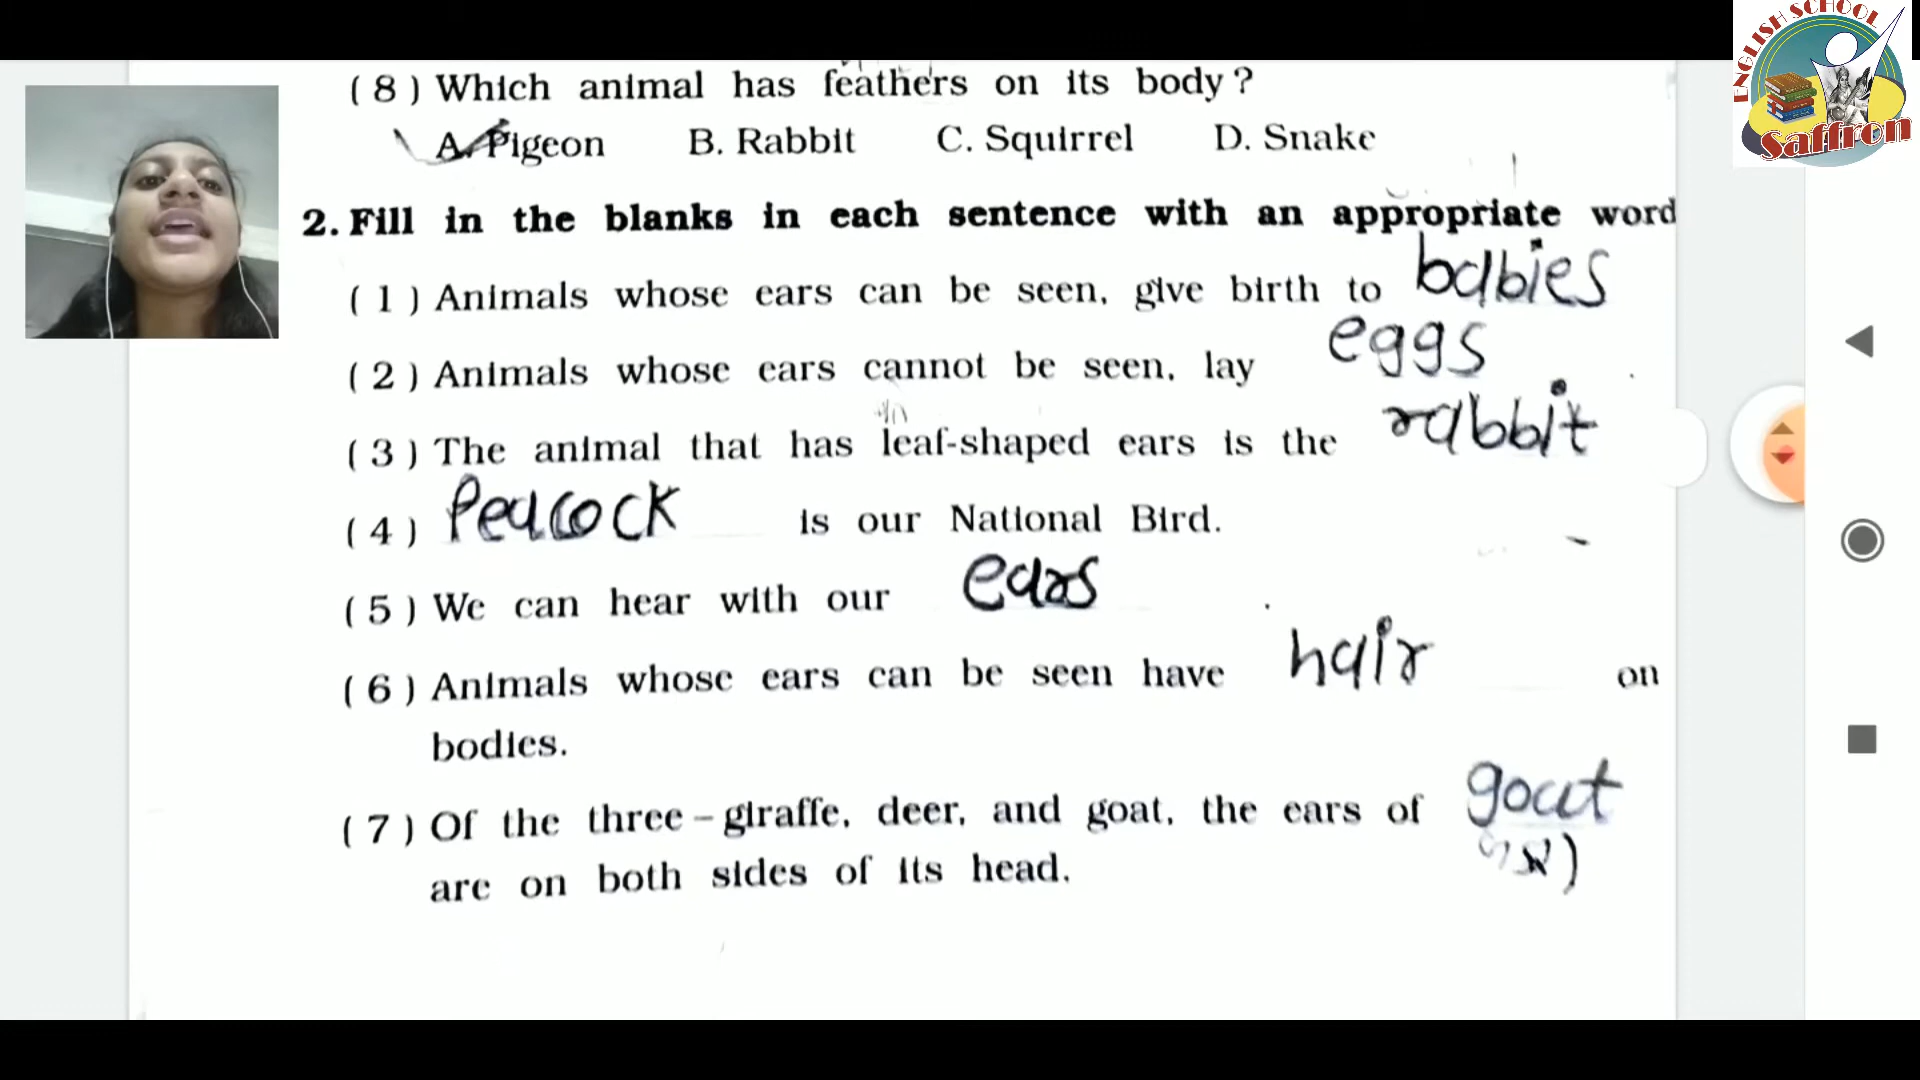 ENGLISH SCHOOL
Saffron
( 8 ) Which animal has feathers on its body ?
A. Pigeon B. Rabbit C. Squirrel D. Snake
2. Fill in the blanks in each sentence with an appropriate word
( 1 ) Animals whose ears can be seen, give birth to babies
( 2 ) Animals whose ears cannot be seen, lay eggs .
( 3 ) The animal that has leaf-shaped ears is the rabbit
( 4 ) Peacock is our National Bird.
( 5 ) We can hear with our ears .
( 6 ) Animals whose ears can be seen have hair on
bodies.
( 7 ) Of the three – giraffe, deer, and goat, the ears of goat
are on both sides of its head.